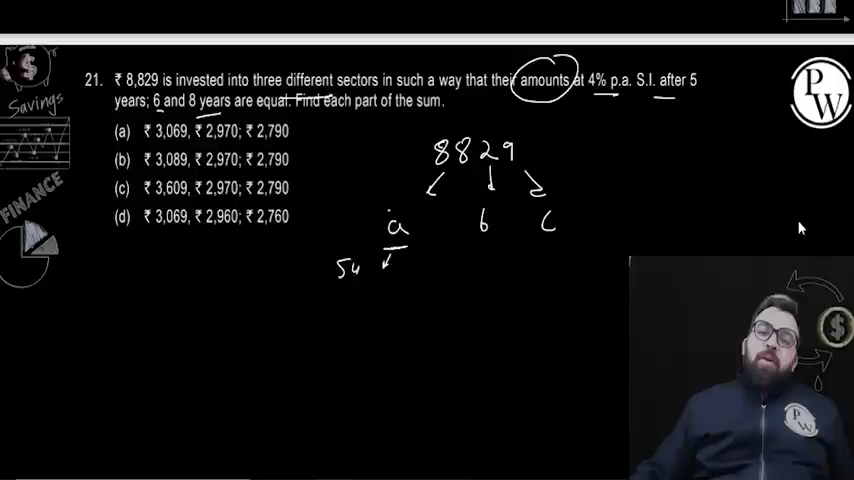 21. ₹ 8,829 is invested into three different sectors in such a way that their amounts at 4% p.a. S.I. after 5
years; 6 and 8 years are equal. Find each part of the sum.
(a) ₹ 3,069, ₹ 2,970; ₹ 2,790
(b) ₹ 3,089, ₹ 2,970; ₹ 2,790
(c) ₹ 3,609, ₹ 2,970; ₹ 2,790
(d) ₹ 3,069, ₹ 2,960; ₹ 2,760
Savings
FINANCE
PW
8829
a b c
5y
PW